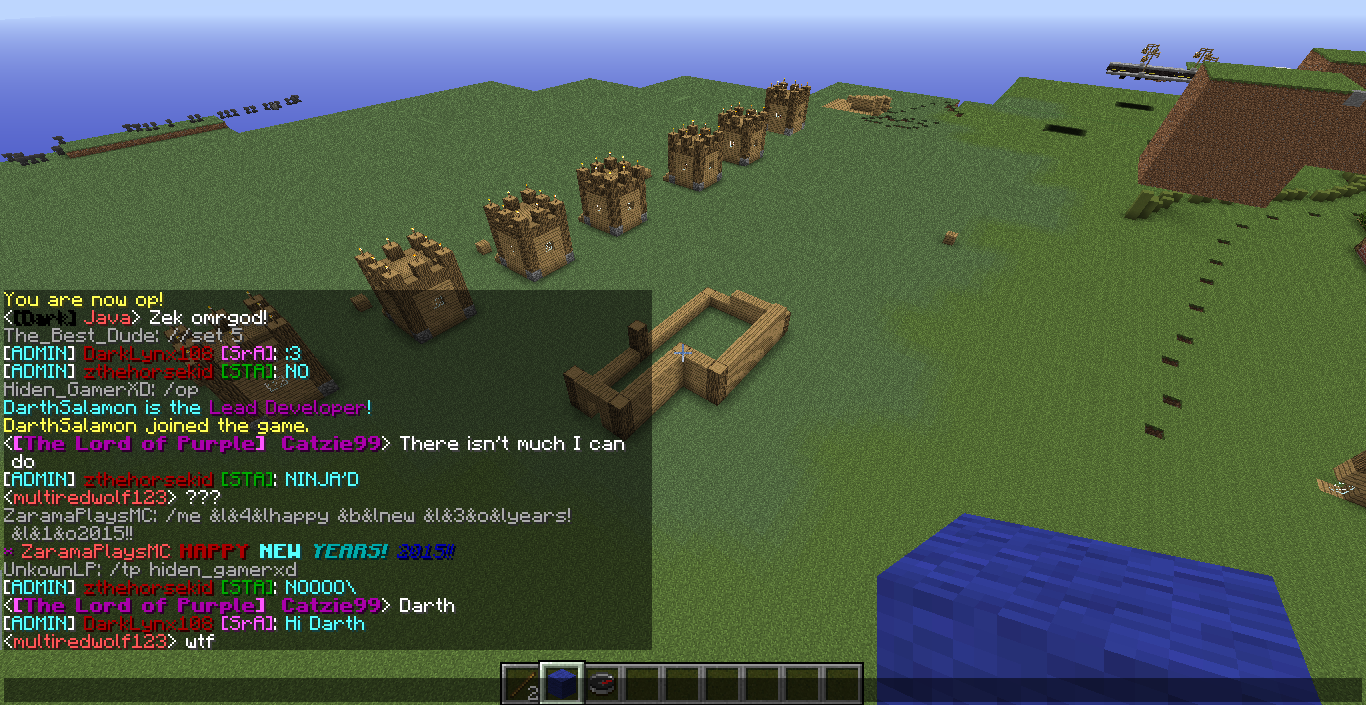 You are now op!
<[Dark] Java> Zek omrgod!
The_Best_Dude: //set 5
[ADMIN] DarkLynx108 [SrA]: :3
[ADMIN] zthehorsekid [STA]: NO
Hiden_GamerXD: /op
DarthSalamon is the Lead Developer!
DarthSalamon joined the game.
<[The Lord of Purple] Catzie99> There isn't much I can
do
[ADMIN] zthehorsekid [STA]: NINJA'D
<multiredwolf123> ???
ZaramaPlaysMC: /me &l&4&lhappy &b&lnew &l&3&o&lyears!
&l&1&o2015!!
* ZaramaPlaysMC HAPPY NEW YEARS! 2015!!
UnkownLP: /tp hiden_gamerxd
[ADMIN] zthehorsekid [STA]: NOOOO\
<[The Lord of Purple] Catzie99> Darth
[ADMIN] DarkLynx108 [SrA]: Hi Darth
<multiredwolf123> wtf
2